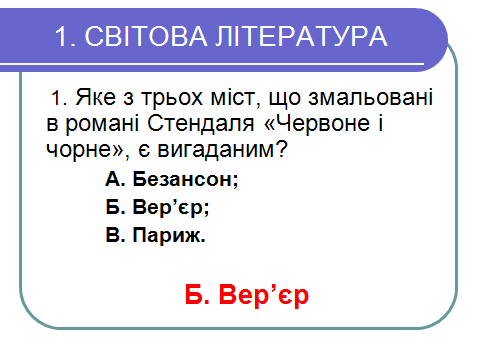 1. СВІТОВА ЛІТЕРАТУРА
1. Яке з трьох міст, що змальовані
в романі Стендаля «Червоне і
чорне», є вигаданим?
А. Безансон;
Б. Вер’єр;
В. Париж.
Б. Вер’єр